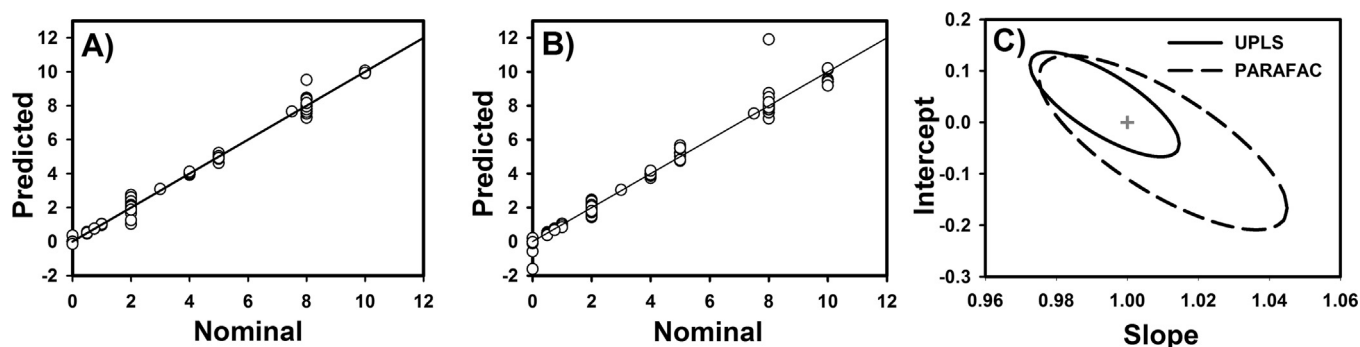 A)
Predicted
12
10
8
6
4
2
0
-2
0 2 4 6 8 10 12
Nominal
B)
Predicted
12
10
8
6
4
2
0
-2
0 2 4 6 8 10 12
Nominal
C)
UPLS
PARAFAC
Intercept
0.2
0.1
0.0
-0.1
-0.2
-0.3
0.96 0.98 1.00 1.02 1.04 1.06
Slope